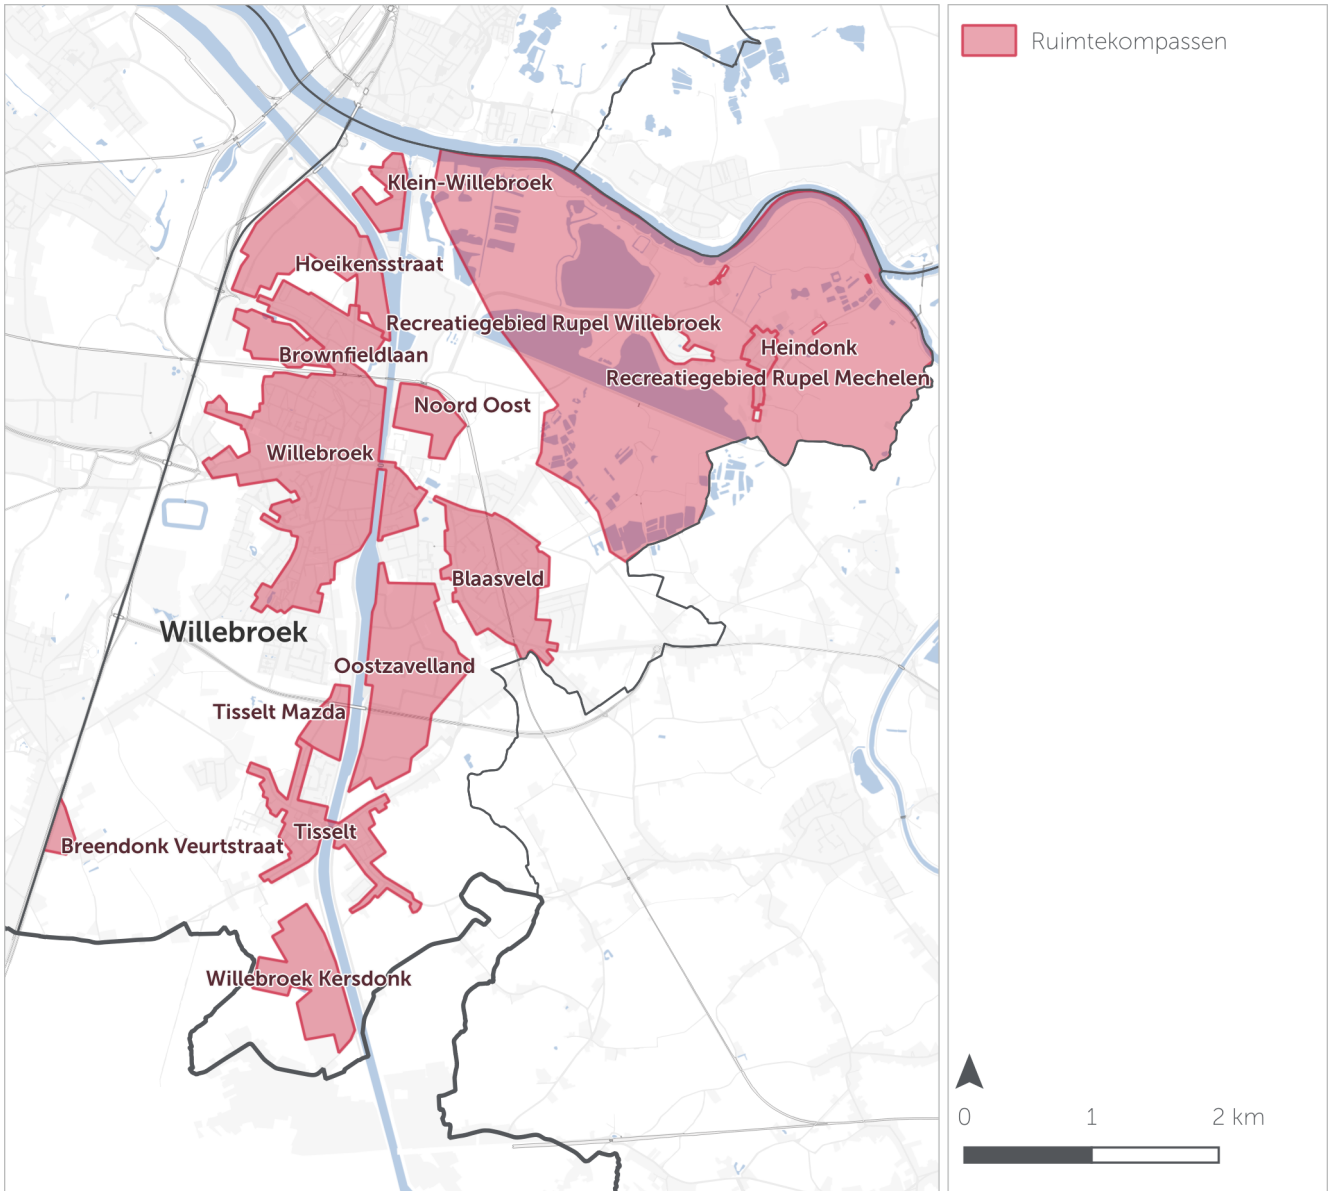 Ruimtekompassen
Klein-Willebroek
Hoeikensstraat
Recreatiegebied Rupel Willebroek
Heindonk
Brownfieldlaan
Recreatiegebied Rupel Mechelen
Noord Oost
Willebroek
Blaasveld
Willebroek
Oostzavelland
Tisselt Mazda
Tisselt
Breendonk Veurtstraat
Willebroek Kersdonk
0 1 2 km